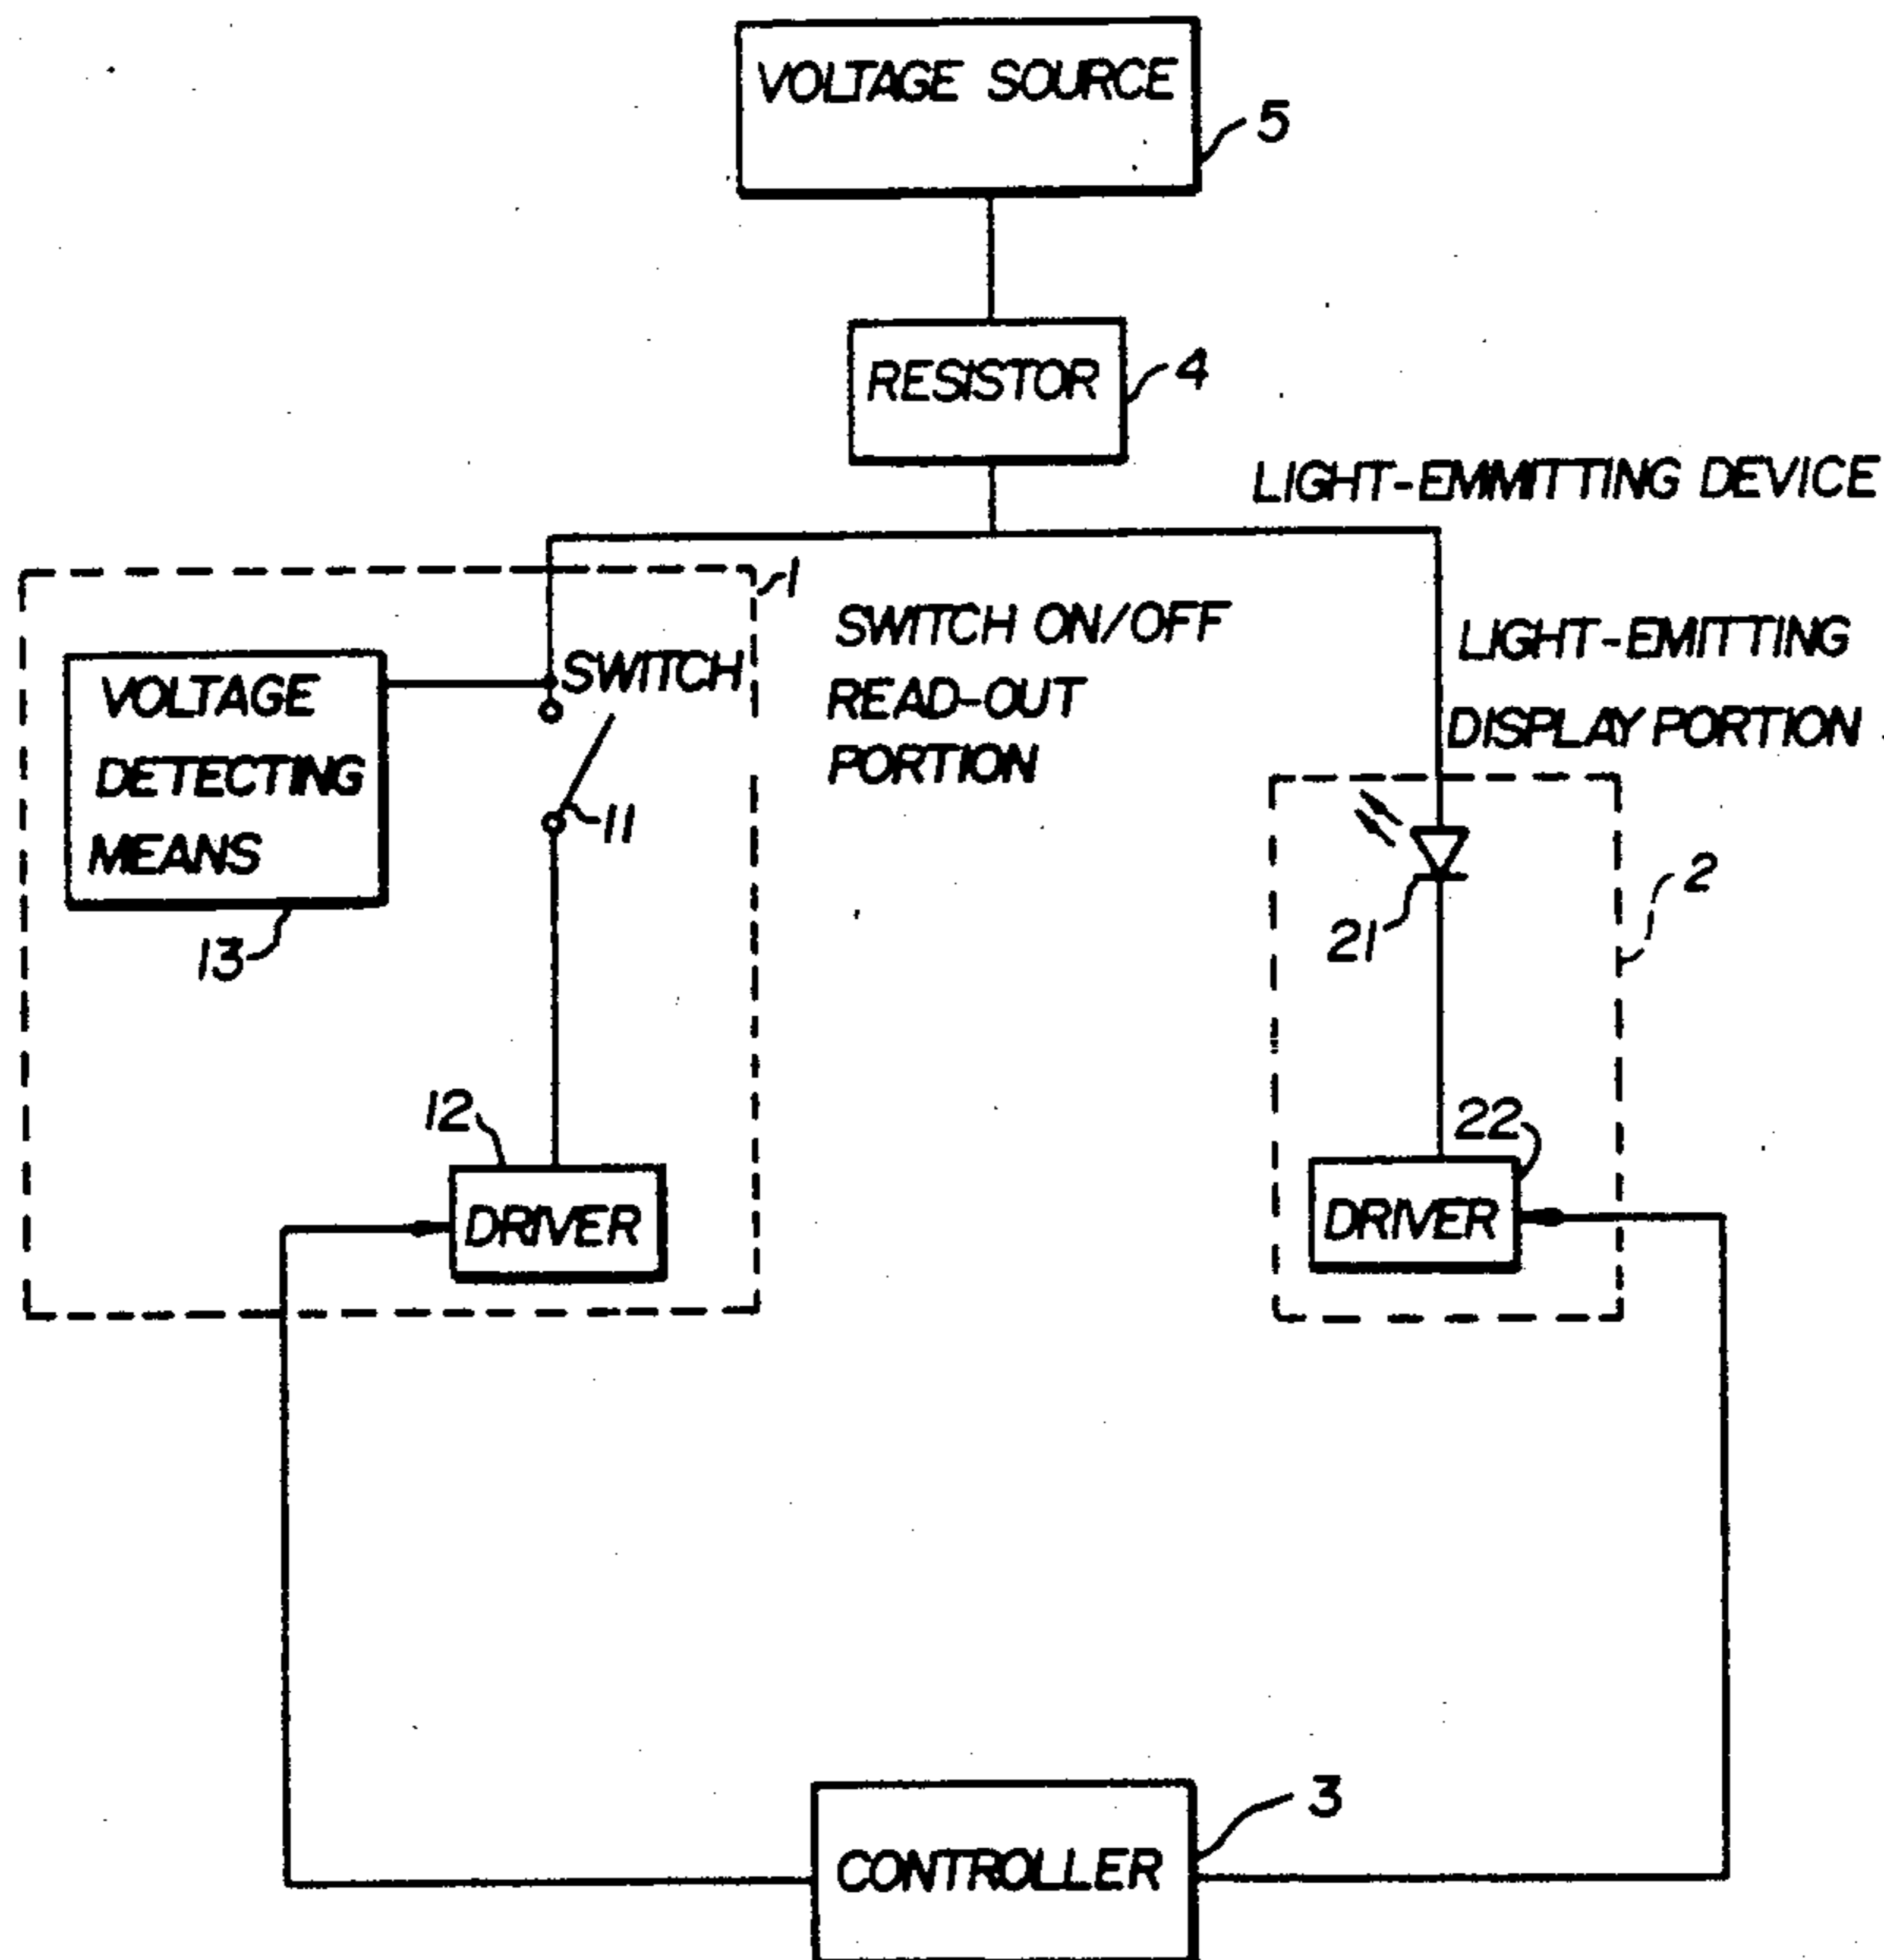 VOLTAGE SOURCE
5
RESISTOR
4
LIGHT-EMMITTING DEVICE
1
SWITCH ON/OFF
READ-OUT
PORTION
LIGHT-EMITTING
DISPLAY PORTION
SWITCH
VOLTAGE
DETECTING
MEANS
11
13
21
2
12
22
DRIVER
DRIVER
3
CONTROLLER